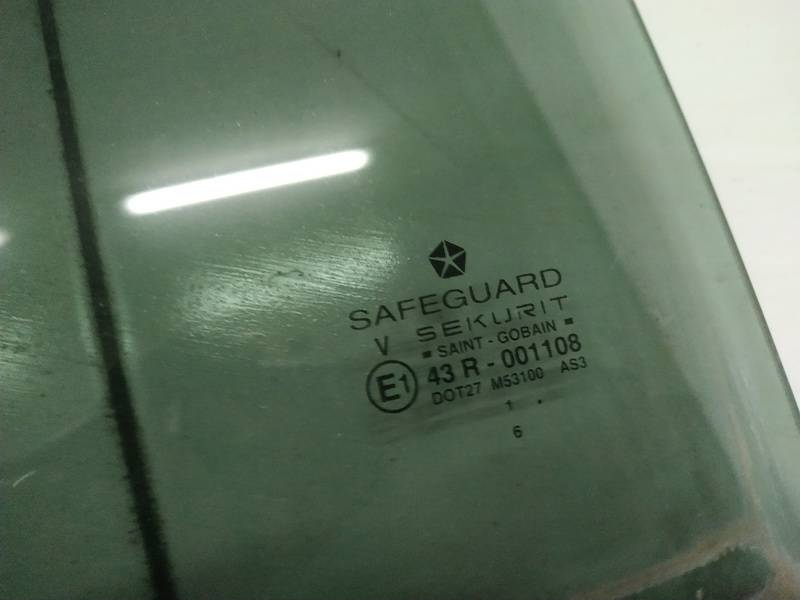 SAFEGUARD
V SEKURIT
▪ SAINT - GOBAIN ▪
E1 43 R - 001108
DOT27 M53100 AS3
1 .
6